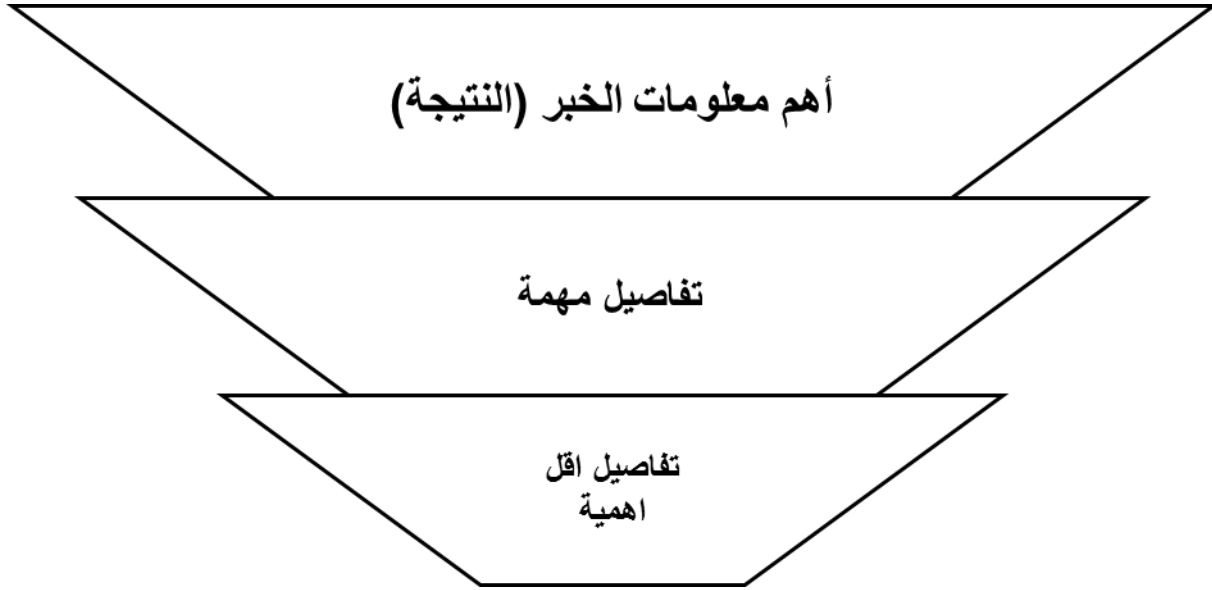 أهم معلومات الخبر (النتيجة)
تفاصيل مهمة
تفاصيل اقل
اهمية